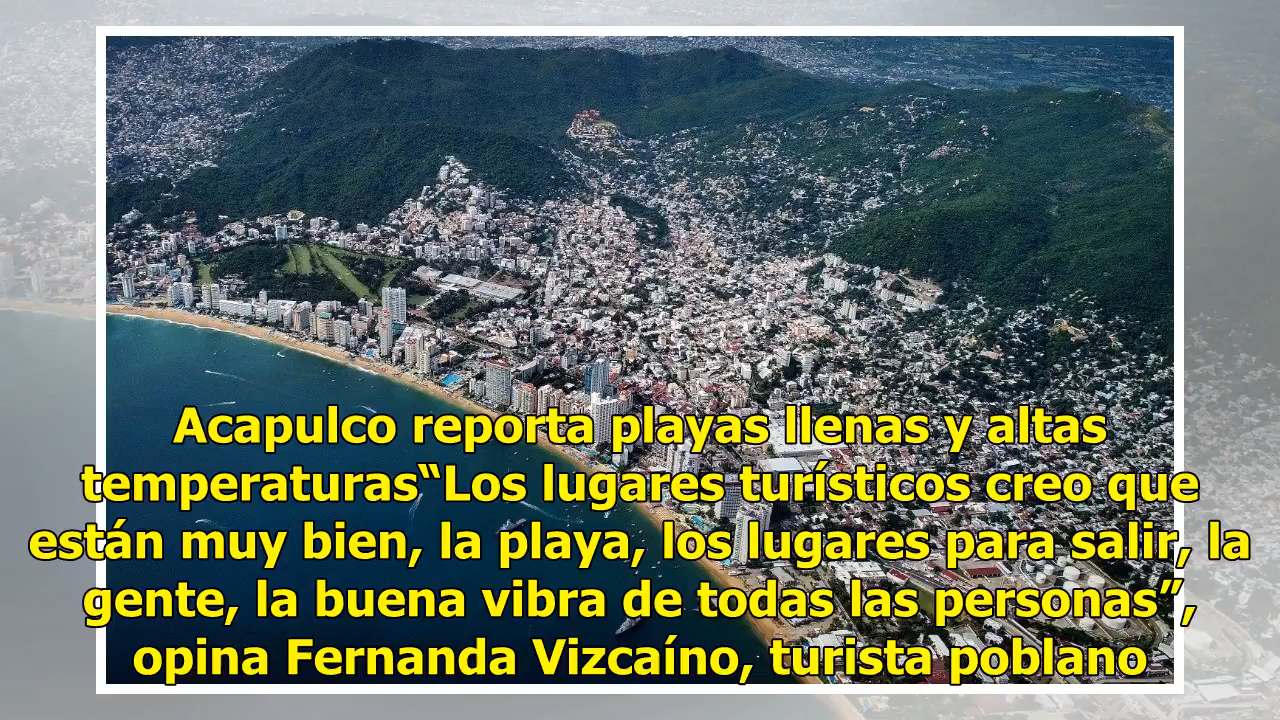 Acapulco reporta playas llenas y altas
temperaturas“Los lugares turísticos creo que
están muy bien, la playa, los lugares para salir, la
gente, la buena vibra de todas las personas”,
opina Fernanda Vizcaíno, turista poblano